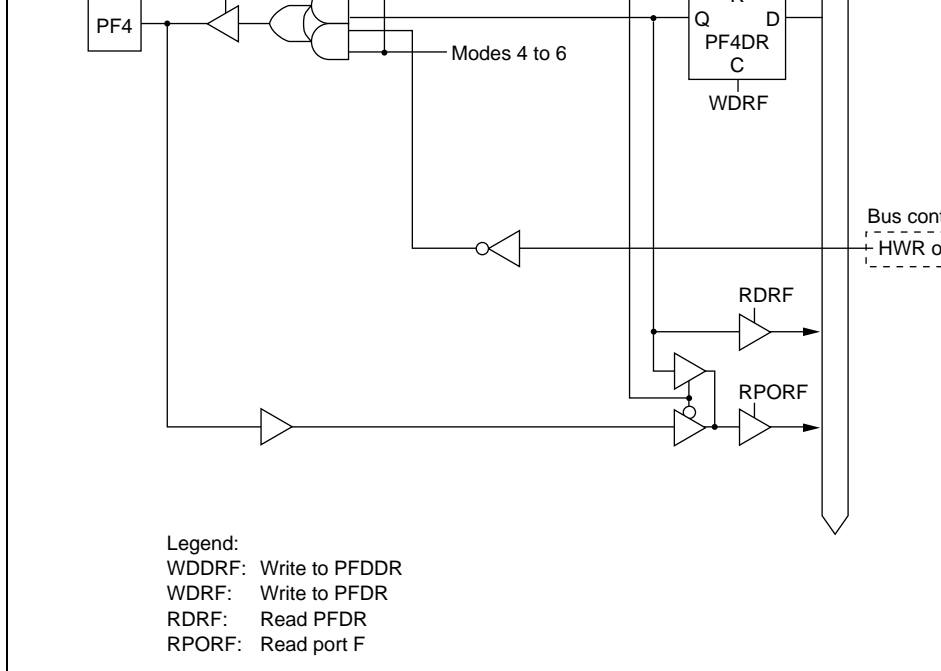 PF4
Q D
PF4DR
C
Modes 4 to 6
WDRF
Bus
HWR
RDRF
RPORF
Legend:
WDDRF: Write to PFDDR
WDRF: Write to PFDR
RDRF: Read PFDR
RPORF: Read port F